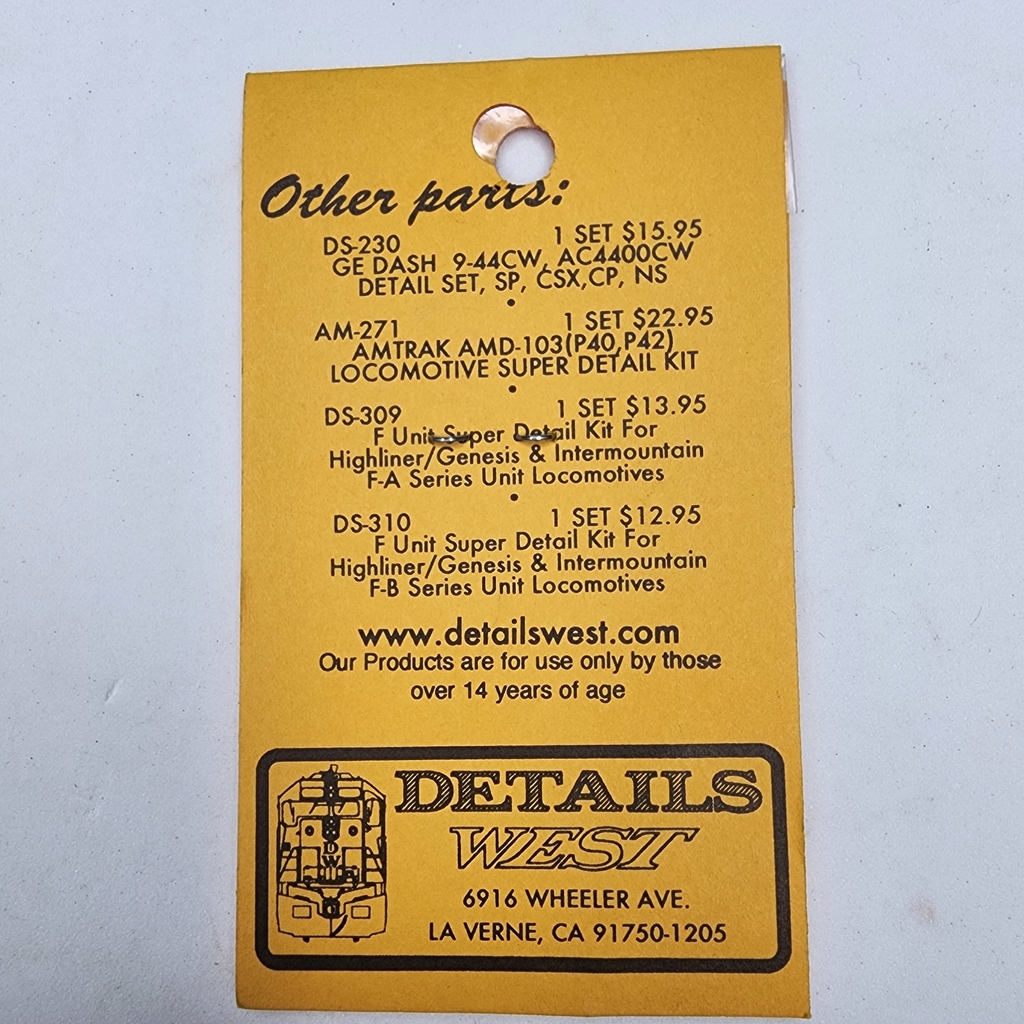 Other parts:
DS-230 1 SET $15.95
GE DASH 9-44CW, AC4400CW
DETAIL SET, SP, CSX,CP, NS
•
AM-271 1 SET $22.95
AMTRAK AMD-103(P40,P42)
LOCOMOTIVE SUPER DETAIL KIT
•
DS-309 1 SET $13.95
F Unit Super Detail Kit For
Highliner/Genesis & Intermountain
F-A Series Unit Locomotives
•
DS-310 1 SET $12.95
F Unit Super Detail Kit For
Highliner/Genesis & Intermountain
F-B Series Unit Locomotives
www.detailswest.com
Our Products are for use only by those
over 14 years of age
DETAILS
WEST
DW
6916 WHEELER AVE.
LA VERNE, CA 91750-1205